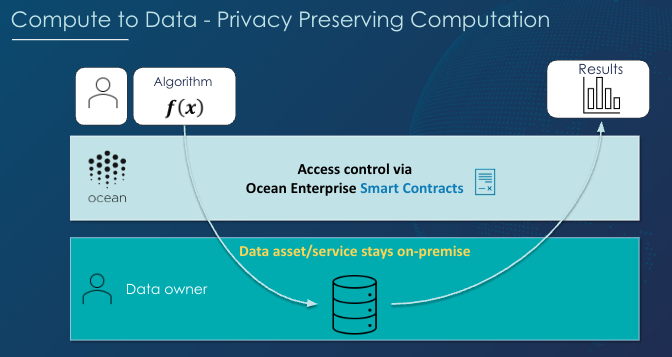 Compute to Data - Privacy Preserving Computation
Algorithm
f(x)
Results
ocean
Access control via
Ocean Enterprise Smart Contracts
Data asset/service stays on-premise
Data owner